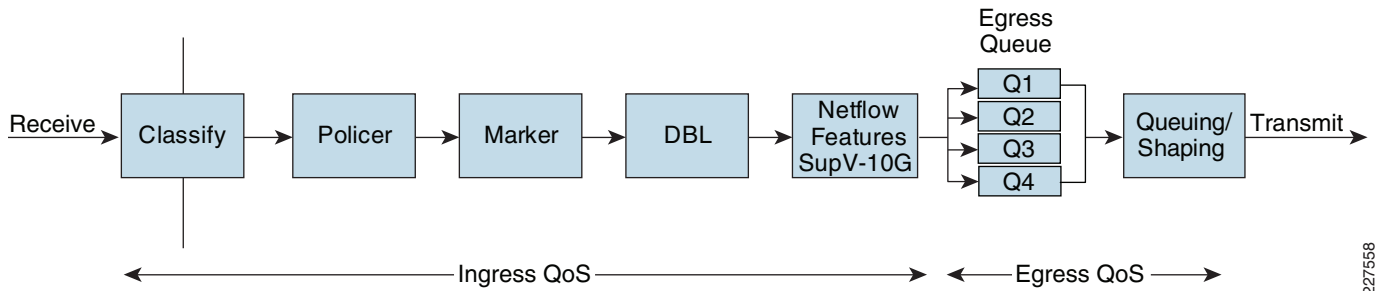 Egress
Queue
Receive
Classify
Policer
Marker
DBL
Netflow
Features
SupV-10G
Q1
Q2
Q3
Q4
Queuing/
Shaping
Transmit
Ingress QoS
Egress QoS
227558